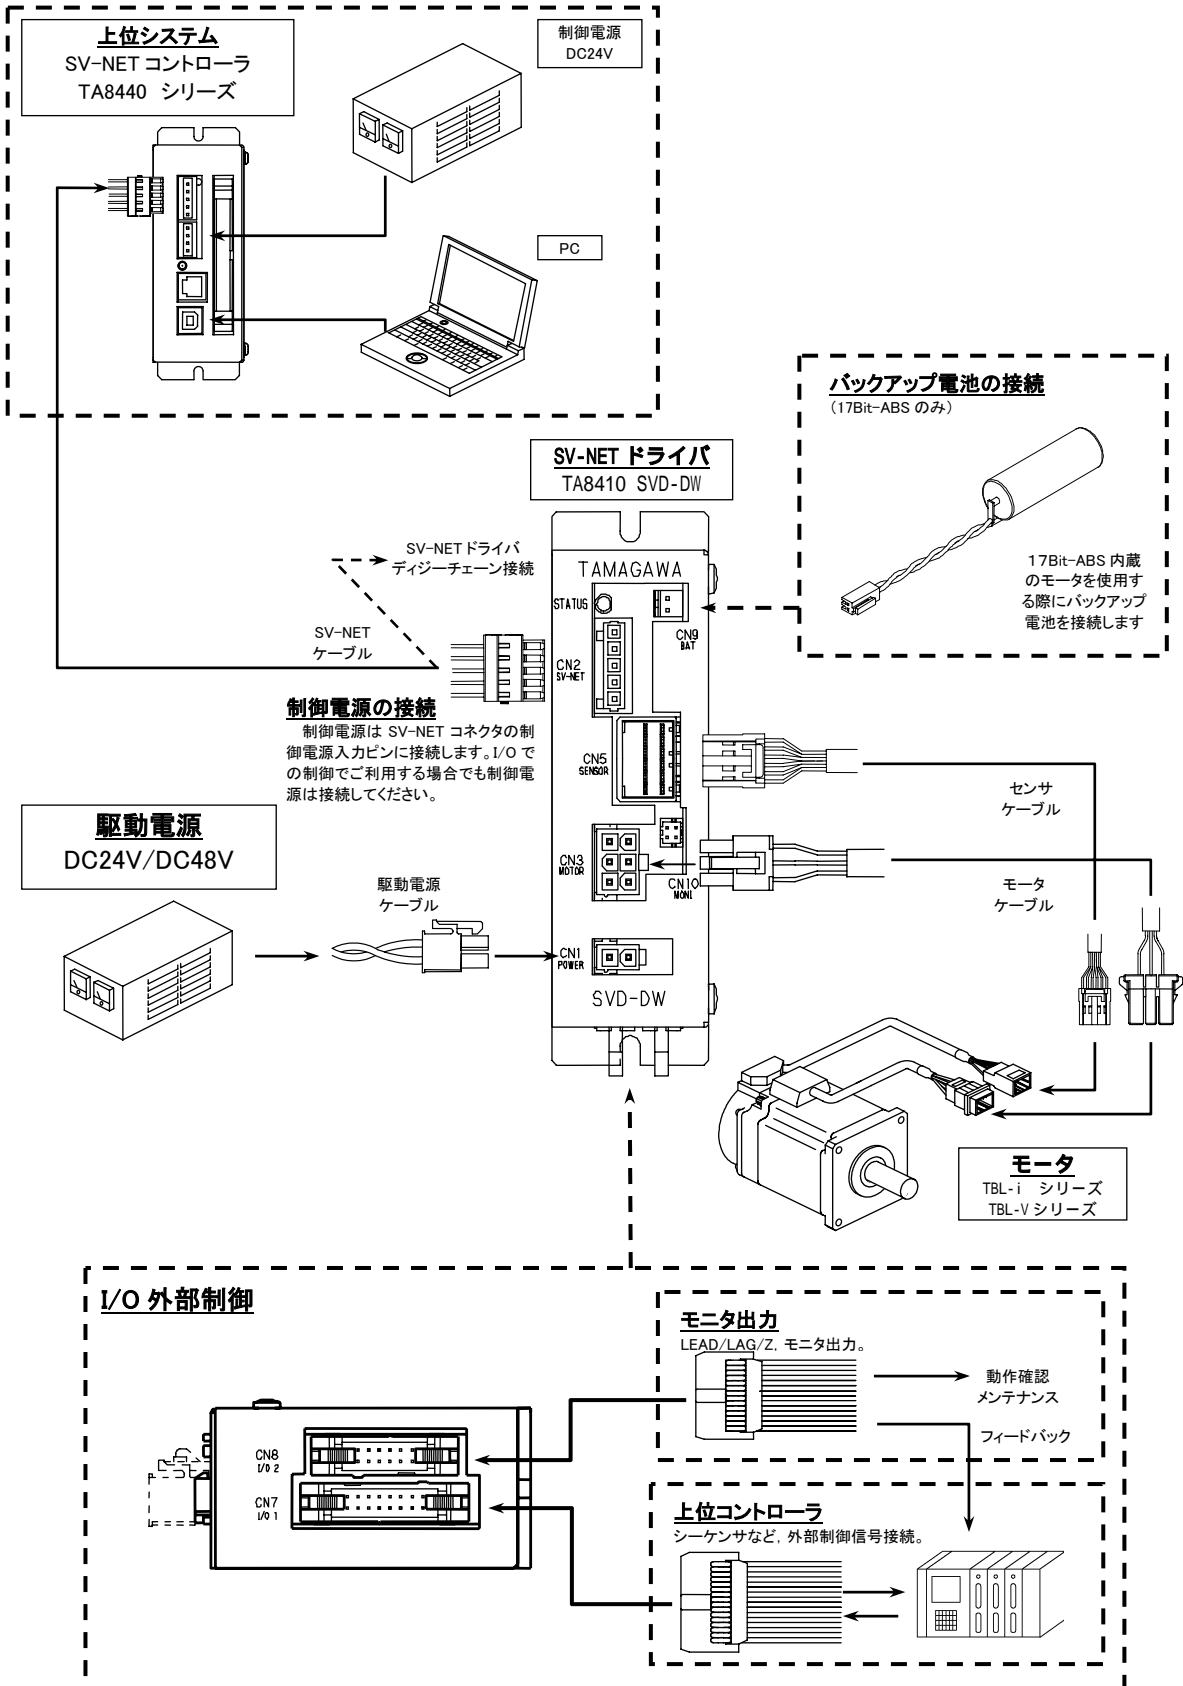 上位システム
SV-NET コントローラ
TA8440 シリーズ
制御電源
DC24V
PC
バックアップ電池の接続
(17Bit-ABS のみ)
17Bit-ABS 内蔵
のモータを使用す
る際にバックアップ
電池を接続します
SV-NET ドライバ
TA8410 SVD-DW
SV-NETドライバ
ディジーチェーン接続
SV-NET
ケーブル
TAMAGAWA
STATUS
CN9
BAT
CN2
SV-NET
制御電源の接続
制御電源は SV-NET コネクタの制
御電源入力ピンに接続します。I/O で
の制御でご利用する場合でも制御電
源は接続してください。
CN5
SENSOR
センサ
ケーブル
駆動電源
DC24V/DC48V
CN3
MOTOR
CN10
MONI
モータ
ケーブル
駆動電源
ケーブル
CN1
POWER
SVD-DW
モータ
TBL-i シリーズ
TBL-V シリーズ
I/O 外部制御
モニタ出力
LEAD/LAG/Z, モニタ出力。
動作確認
メンテナンス
フィードバック
CN8
I/O 2
CN7
I/O 1
上位コントローラ
シーケンサなど, 外部制御信号接続。